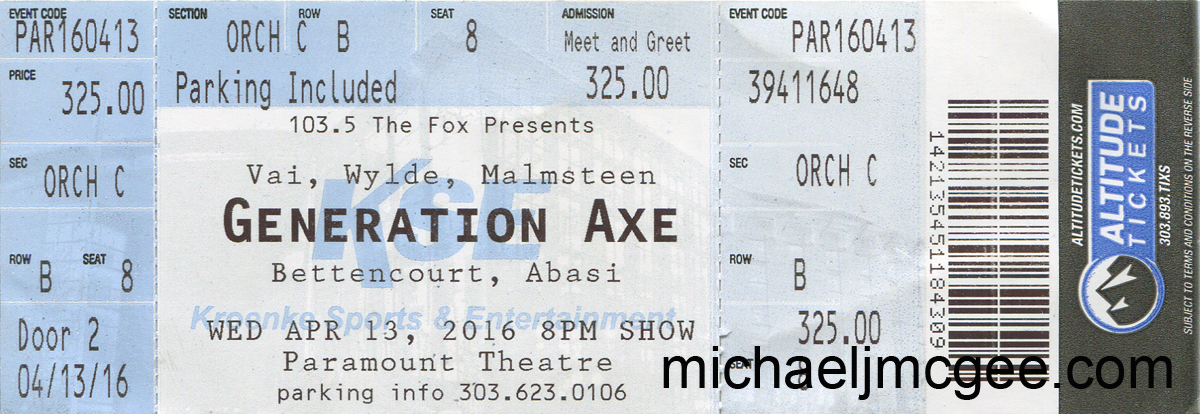 EVENT CODE
PAR160413
PRICE
325.00
SEC
ORCH C
ROW SEAT
B 8
Door 2
04/13/16
SECTION ROW SEAT ADMISSION
ORCH C B 8 Meet and Greet
Parking Included 325.00
103.5 The Fox Presents
Vai, Wylde, Malmsteen
GENERATION AXE
Bettencourt, Abasi
KSE
Kroenke Sports & Entertainment
WED APR 13, 2016 8PM SHOW
Paramount Theatre
parking info 303.623.0106
EVENT CODE
PAR160413
39411648
SEC
ORCH C
ROW
B
325.00
SEAT
michaeljmcgee.com
142135451184309
ALTITUDETICKETS.COM
ALTITUDE
TICKETS
303.893.TIXS
SUBJECT TO TERMS AND CONDITIONS ON THE REVERSE SIDE